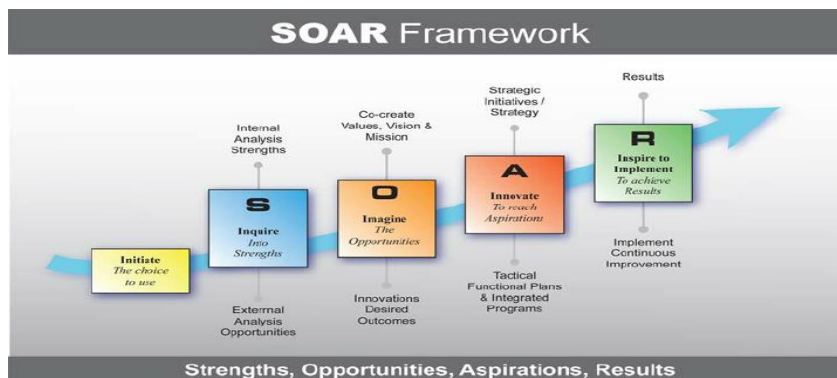 SOAR Framework
Results
Strategic
Initiatives /
Strategy
Co-create
Values, Vision &
Mission
Internal
Analysis
Strengths
R
Inspire to
Implement
To achieve
Results
A
Innovate
To reach
Aspirations
O
Imagine
The
Opportunities
S
Inquire
Into
Strengths
Initiate
The choice
to use
External
Analysis
Opportunities
Innovations
Desired
Outcomes
Tactical
Functional Plans
& Integrated
Programs
Implement
Continuous
Improvement
Strengths, Opportunities, Aspirations, Results